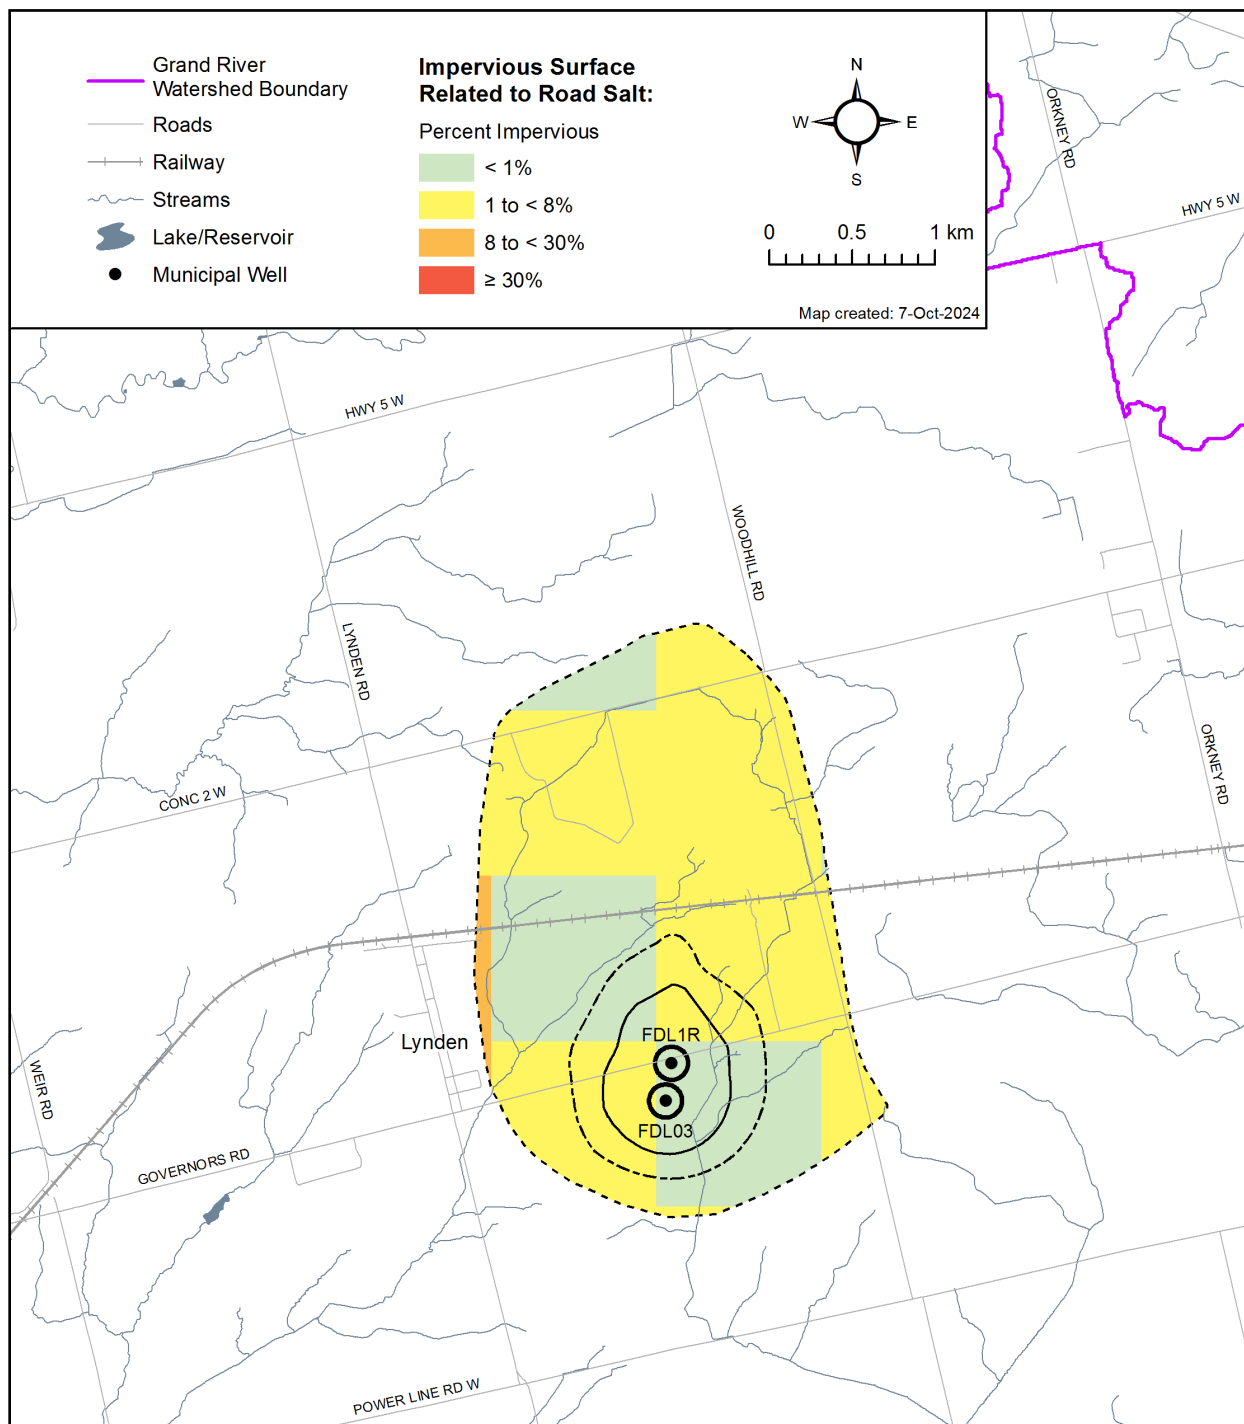 Grand River
Watershed Boundary
Roads
Railway
Streams
Lake/Reservoir
Municipal Well
Impervious Surface
Related to Road Salt:
Percent Impervious
< 1%
1 to < 8%
8 to < 30%
≥ 30%
N
W
E
S
0
0.5
1 km
Map created: 7-Oct-2024
ORKNEY RD
HWY 5 W
HWY 5 W
WOODHILL RD
LYNDEN RD
ORKNEY RD
CONC 2 W
FDL1R
Lynden
WEIR RD
FDL03
GOVERNORS RD
POWER LINE RD W